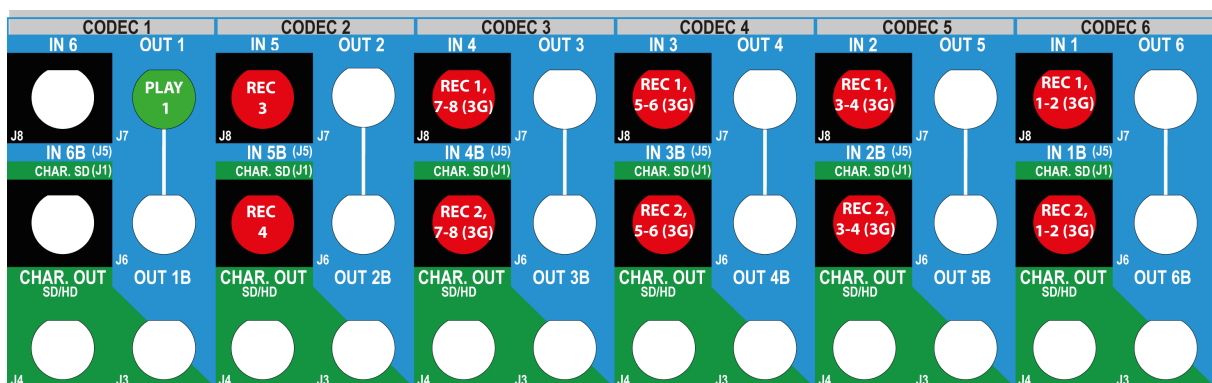 CODEC 1 CODEC 2 CODEC 3 CODEC 4 CODEC 5 CODEC 6
IN 6 OUT 1 IN 5 OUT 2 IN 4 OUT 3 IN 3 OUT 4 IN 2 OUT 5 IN 1 OUT 6
PLAY REC REC 1, REC 1, REC 1, REC 1,
1 3 7-8 (3G) 5-6 (3G) 3-4 (3G) 1-2 (3G)
J8 J7 J8 J7 J8 J7 J8 J7 J8 J7 J8 J7
IN 6B (J5) IN 5B (J5) IN 4B (J5) IN 3B (J5) IN 2B (J5) IN 1B (J5)
CHAR. SD (J1) CHAR. SD (J1) CHAR. SD (J1) CHAR. SD (J1) CHAR. SD (J1) CHAR. SD (J1)
REC REC 2, REC 2, REC 2, REC 2,
4 7-8 (3G) 5-6 (3G) 3-4 (3G) 1-2 (3G)
J6 J6 J6 J6 J6 J6
CHAR. OUT OUT 1B CHAR. OUT OUT 2B CHAR. OUT OUT 3B CHAR. OUT OUT 4B CHAR. OUT OUT 5B CHAR. OUT OUT 6B
SD/HD SD/HD SD/HD SD/HD SD/HD SD/HD
J4 J3 J4 J3 J4 J3 J4 J3 J4 J3 J4 J3